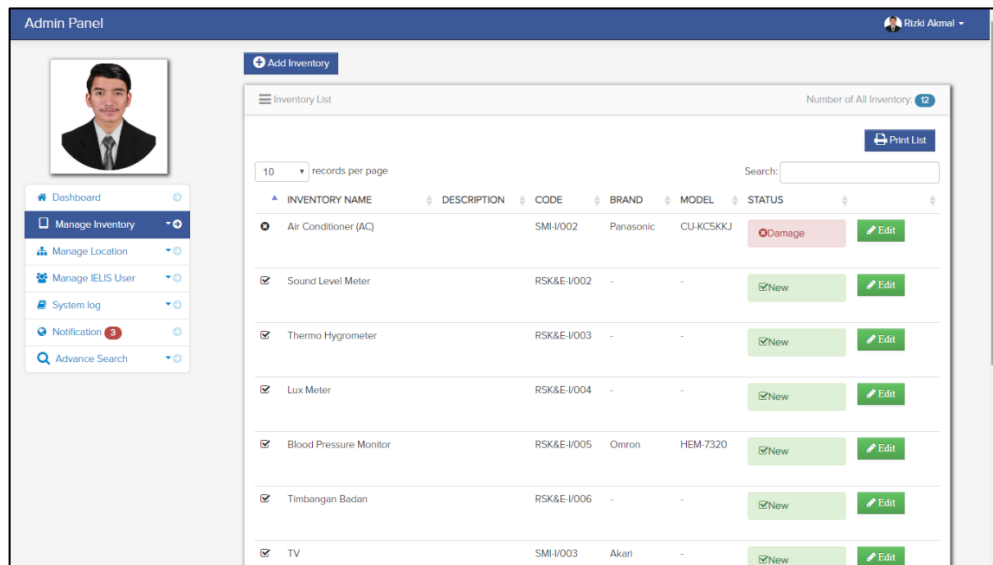 Admin Panel
Rizki Akmal
Add Inventory
Inventory List
Number of All Inventory: 12
Print List
10 records per page
Search:
Dashboard
Manage Inventory
Manage Location
Manage IELIS User
System log
Notification 3
Advance Search
INVENTORY NAME DESCRIPTION CODE BRAND MODEL STATUS
Air Conditioner (AC) SMI-I/002 Panasonic CU-KC5KKJ Damage Edit
Sound Level Meter RSK&E-I/002 - - New Edit
Thermo Hygrometer RSK&E-I/003 - - New Edit
Lux Meter RSK&E-I/004 - - New Edit
Blood Pressure Monitor RSK&E-I/005 Omron HEM-7320 New Edit
Timbangan Badan RSK&E-I/006 - - New Edit
TV SMI-I/003 Akari - New Edit